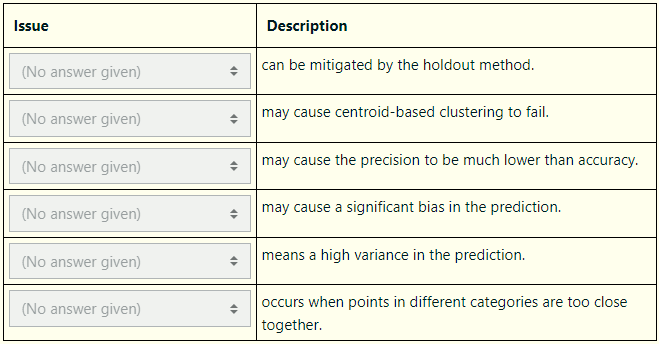 Issue Description
(No answer given) can be mitigated by the holdout method.
(No answer given) may cause centroid-based clustering to fail.
(No answer given) may cause the precision to be much lower than accuracy.
(No answer given) may cause a significant bias in the prediction.
(No answer given) means a high variance in the prediction.
(No answer given) occurs when points in different categories are too close
together.